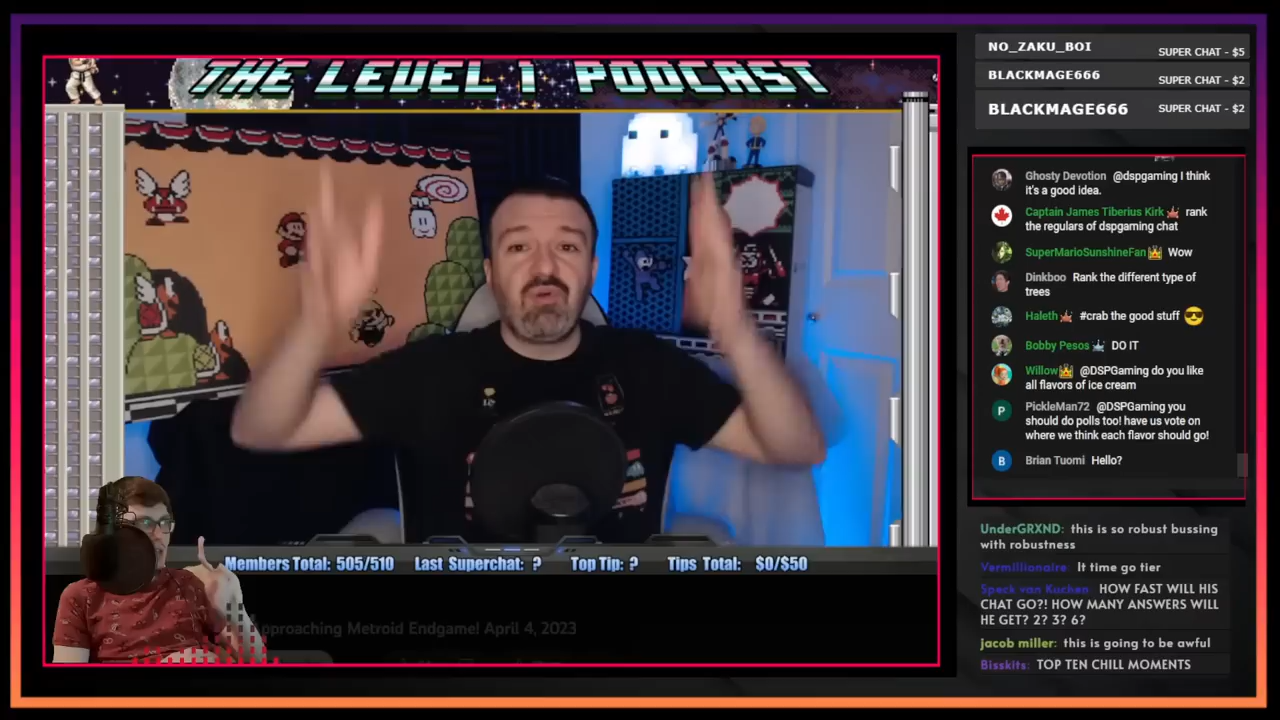 THE LEVEL 1 PODCAST
Members Total: 505/510 Last Superchat: ? Top Tip: ? Tips Total: $0/$50
pproaching Metroid Endgame! April 4, 2023
NO_ZAKU_BOI SUPER CHAT - $5
BLACKMAGE666 SUPER CHAT - $2
BLACKMAGE666 SUPER CHAT - $2
Ghosty Devotion @dspgaming I think
it's a good idea.
Captain James Tiberius Kirk rank
the regulars of dspgaming chat
SuperMarioSunshineFan Wow
Dinkboo Rank the different type of
trees
Haleth #crab the good stuff 😎
Bobby Pesos DO IT
Willow @DSPGaming do you like
all flavors of ice cream
P PickleMan72 @DSPGaming you
should do polls too! have us vote on
where we think each flavor should go!
B Brian Tuomi Hello?
UnderGRXND: this is so robust bussing
with robustness
Vermillionaire: It time go tier
Speck van Kuchen: HOW FAST WILL HIS
CHAT GO?! HOW MANY ANSWERS WILL
HE GET? 2? 3? 6?
jacob miller: this is going to be awful
Bisskits: TOP TEN CHILL MOMENTS